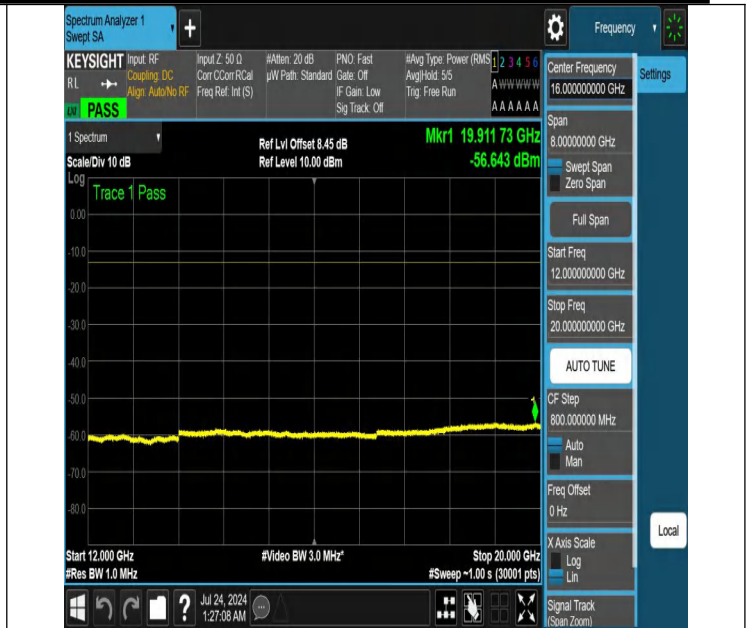 Spectrum Analyzer 1
Swept SA
+
Frequency
KEYSIGHT
RL
PASS
Input: RF
Coupling: DC
Align: Auto/No RF
Input Z: 50 Ω
Corr CCorr RCal
Freq Ref: Int (S)
#Atten: 20 dB
µW Path: Standard
PNO: Fast
Gate: Off
IF Gain: Low
Sig Track: Off
#Avg Type: Power (RMS
Avg|Hold: 5/5
Trig: Free Run
1 2 3 4 5 6
A W W W W W
A A A A A A
1 Spectrum
Scale/Div 10 dB
Ref Lvl Offset 8.45 dB
Ref Level 10.00 dBm
Mkr1 19.911 73 GHz
-56.643 dBm
Log
Trace 1 Pass
0.00
-10.0
-20.0
-30.0
-40.0
-50.0
-60.0
-70.0
-80.0
1
Start 12.000 GHz
#Res BW 1.0 MHz
#Video BW 3.0 MHz*
Stop 20.000 GHz
#Sweep ~1.00 s (30001 pts)
Center Frequency
16.000000000 GHz
Settings
Span
8.00000000 GHz
Swept Span
Zero Span
Full Span
Start Freq
12.000000000 GHz
Stop Freq
20.000000000 GHz
AUTO TUNE
CF Step
800.000000 MHz
Auto
Man
Freq Offset
0 Hz
X Axis Scale
Log
Lin
Signal Track
(Span Zoom)
Local
?
Jul 24, 2024
1:27:08 AM